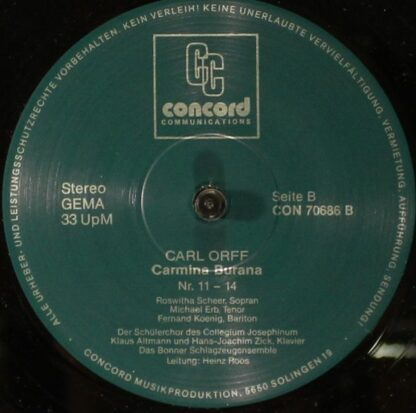 ALLE URHEBER- UND LEISTUNGSSCHUTZRECHTE VORBEHALTEN. KEIN VERLEIH! KEINE UNERLAUBTE VERVIELFÄLTIGUNG, VERMIETUNG, AUFFÜHRUNG, SENDUNG!
CC
concord
COMMUNICATIONS
Stereo
GEMA
33 UpM
Seite B
CON 70686 B
CARL ORFF
Carmina Burana
Nr. 11 – 14
Roswitha Scheer, Sopran
Michael Erb, Tenor
Fernand Koenig, Bariton
Der Schülerchor des Collegium Josephinum
Klaus Altmann und Hans-Joachim Zick, Klavier
Das Bonner Schlagzeugensemble
Leitung: Heinz Roos
CONCORD MUSIKPRODUKTION, 5650 SOLINGEN 19